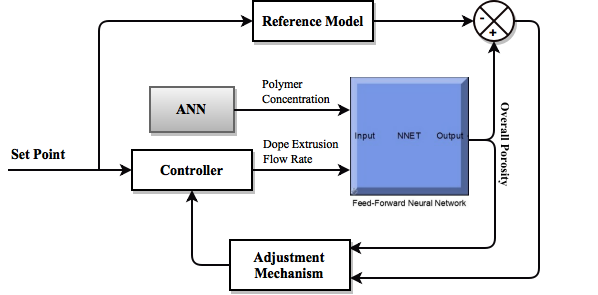 Reference Model
-
+
ANN
Polymer
Concentration
Input
NNET
Output
Overall Porosity
Set Point
Controller
Dope Extrusion
Flow Rate
Feed-Forward Neural Network
Adjustment
Mechanism